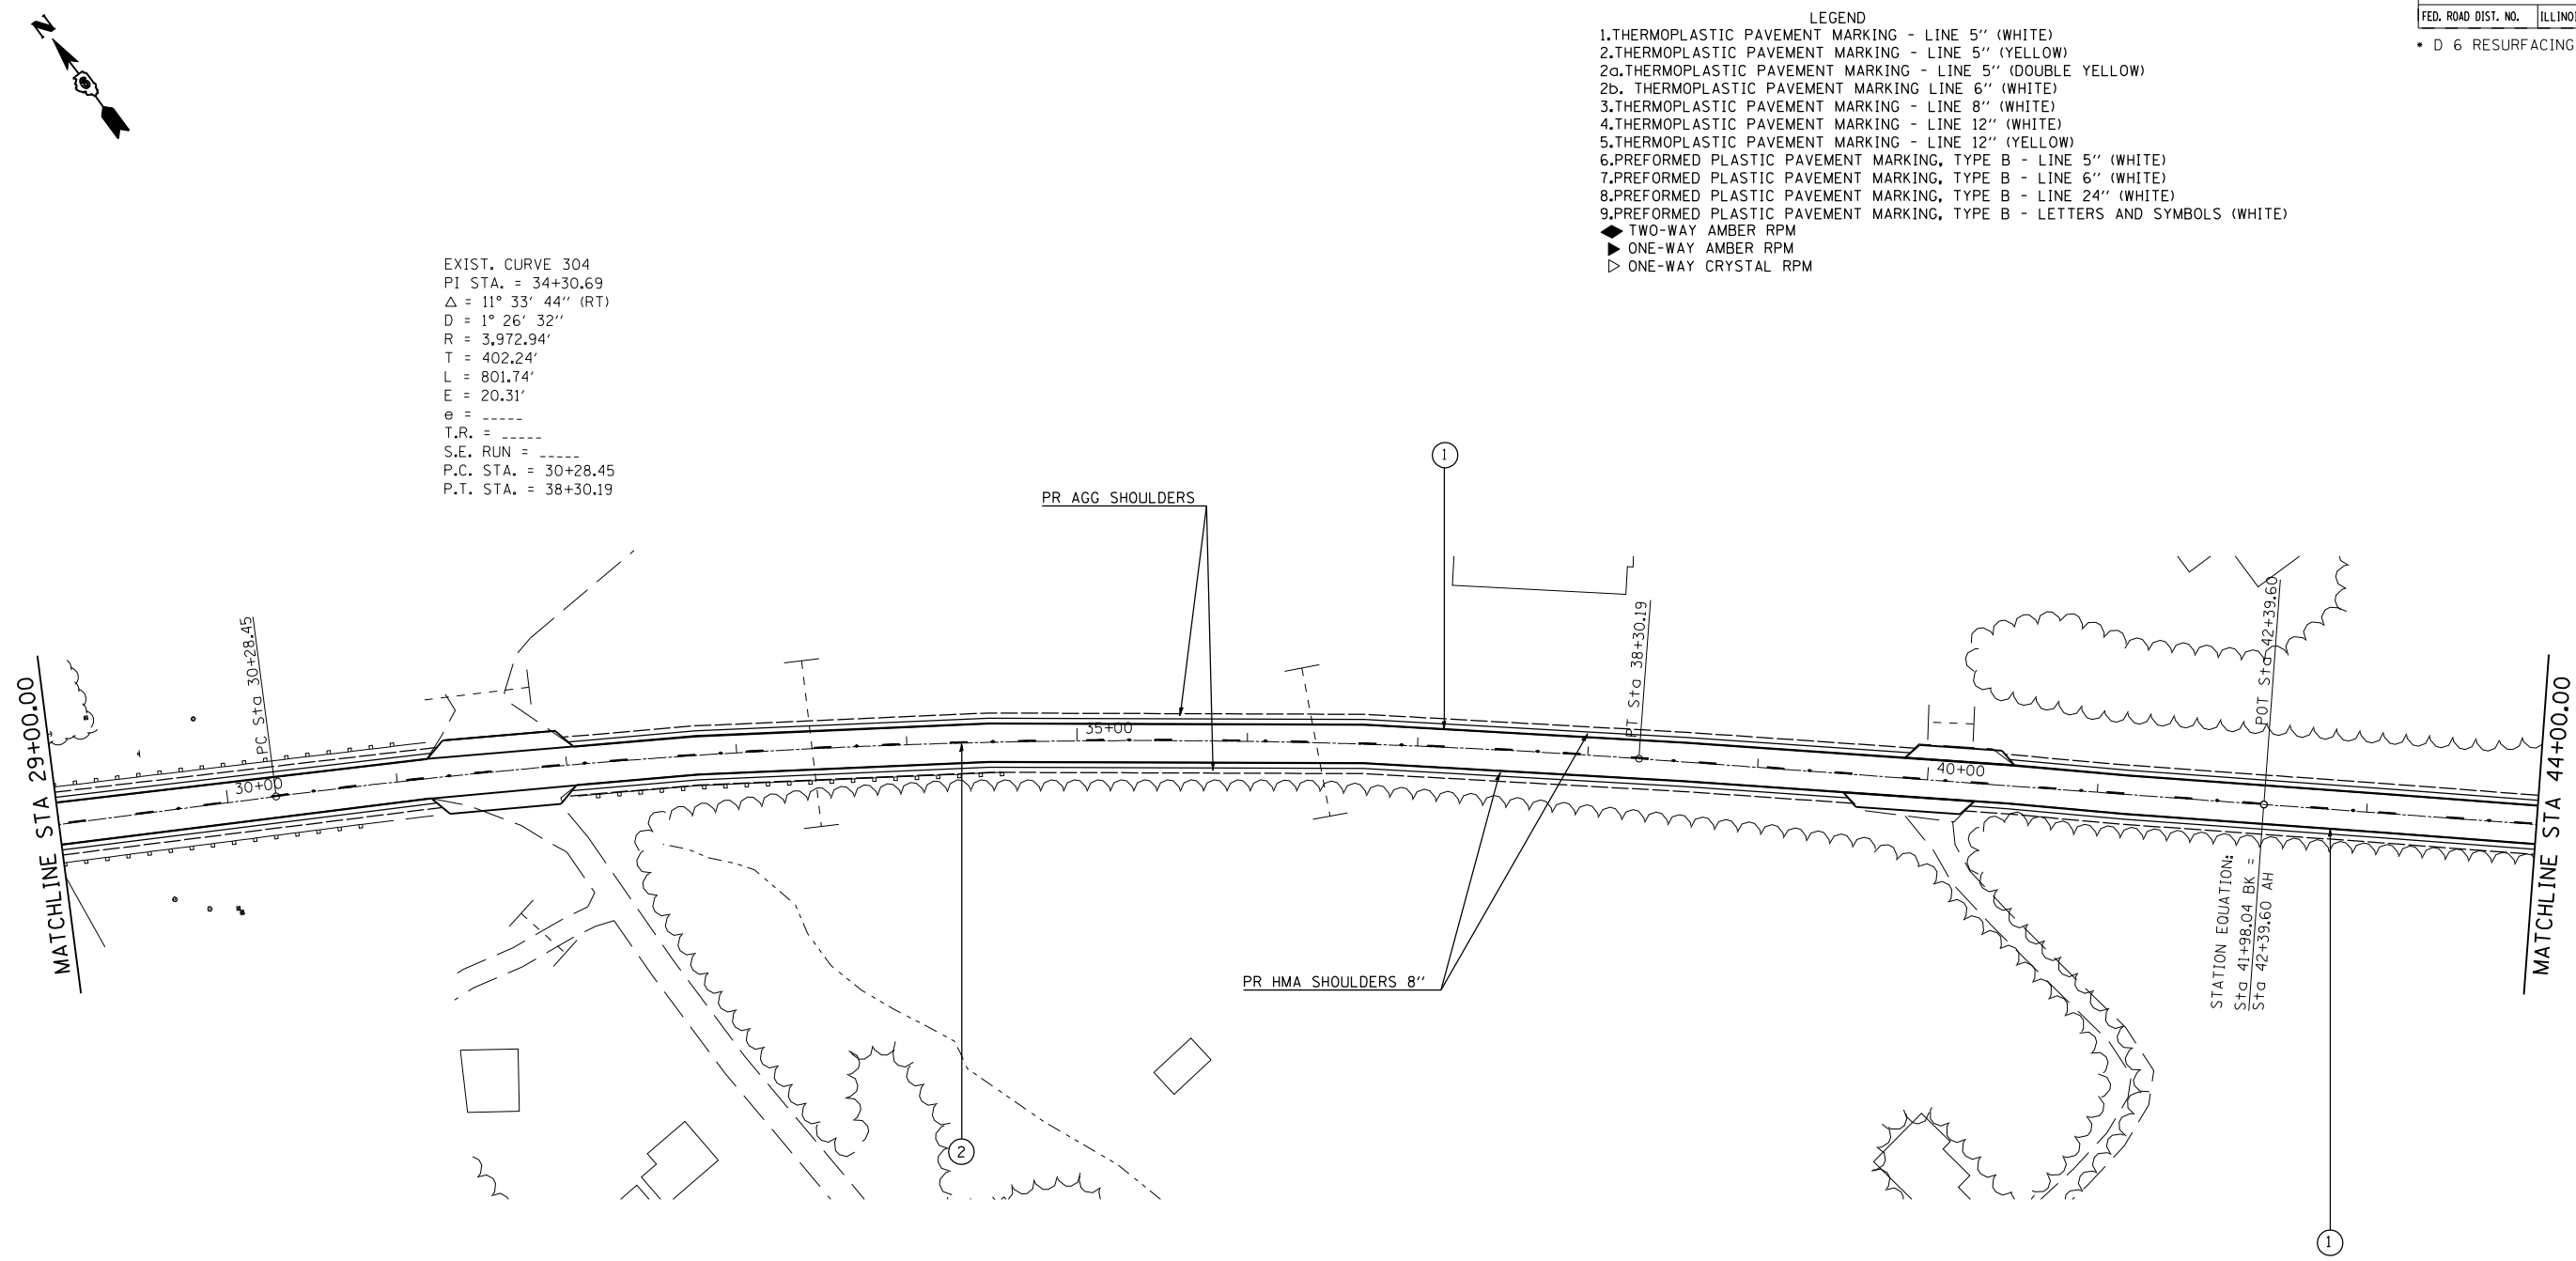 N
LEGEND
1.THERMOPLASTIC PAVEMENT MARKING - LINE 5'' (WHITE)
2.THERMOPLASTIC PAVEMENT MARKING - LINE 5'' (YELLOW)
2a.THERMOPLASTIC PAVEMENT MARKING - LINE 5'' (DOUBLE YELLOW)
2b. THERMOPLASTIC PAVEMENT MARKING LINE 6'' (WHITE)
3.THERMOPLASTIC PAVEMENT MARKING - LINE 8'' (WHITE)
4.THERMOPLASTIC PAVEMENT MARKING - LINE 12'' (WHITE)
5.THERMOPLASTIC PAVEMENT MARKING - LINE 12'' (YELLOW)
6.PREFORMED PLASTIC PAVEMENT MARKING, TYPE B - LINE 5'' (WHITE)
7.PREFORMED PLASTIC PAVEMENT MARKING, TYPE B - LINE 6'' (WHITE)
8.PREFORMED PLASTIC PAVEMENT MARKING, TYPE B - LINE 24'' (WHITE)
9.PREFORMED PLASTIC PAVEMENT MARKING, TYPE B - LETTERS AND SYMBOLS (WHITE)
TWO-WAY AMBER RPM
ONE-WAY AMBER RPM
ONE-WAY CRYSTAL RPM
FED. ROAD DIST. NO.
* D 6 RESURFACING
EXIST. CURVE 304
PI STA. = 34+30.69
Δ = 11° 33' 44'' (RT)
D = 1° 26' 32''
R = 3,972.94'
T = 402.24'
L = 801.74'
E = 20.31'
e = _____
T.R. = _____
S.E. RUN = _____
P.C. STA. = 30+28.45
P.T. STA. = 38+30.19
1
PR AGG SHOULDERS
MATCHLINE STA 29+00.00
PC Sta 30+28.45
30+00
35+00
PT Sta 38+30.19
40+00
POT Sta 42+39.60
MATCHLINE STA 44+00.00
STATION EQUATION:
Sta 41+98.04 BK =
Sta 42+39.60 AH
PR HMA SHOULDERS 8''
2
1